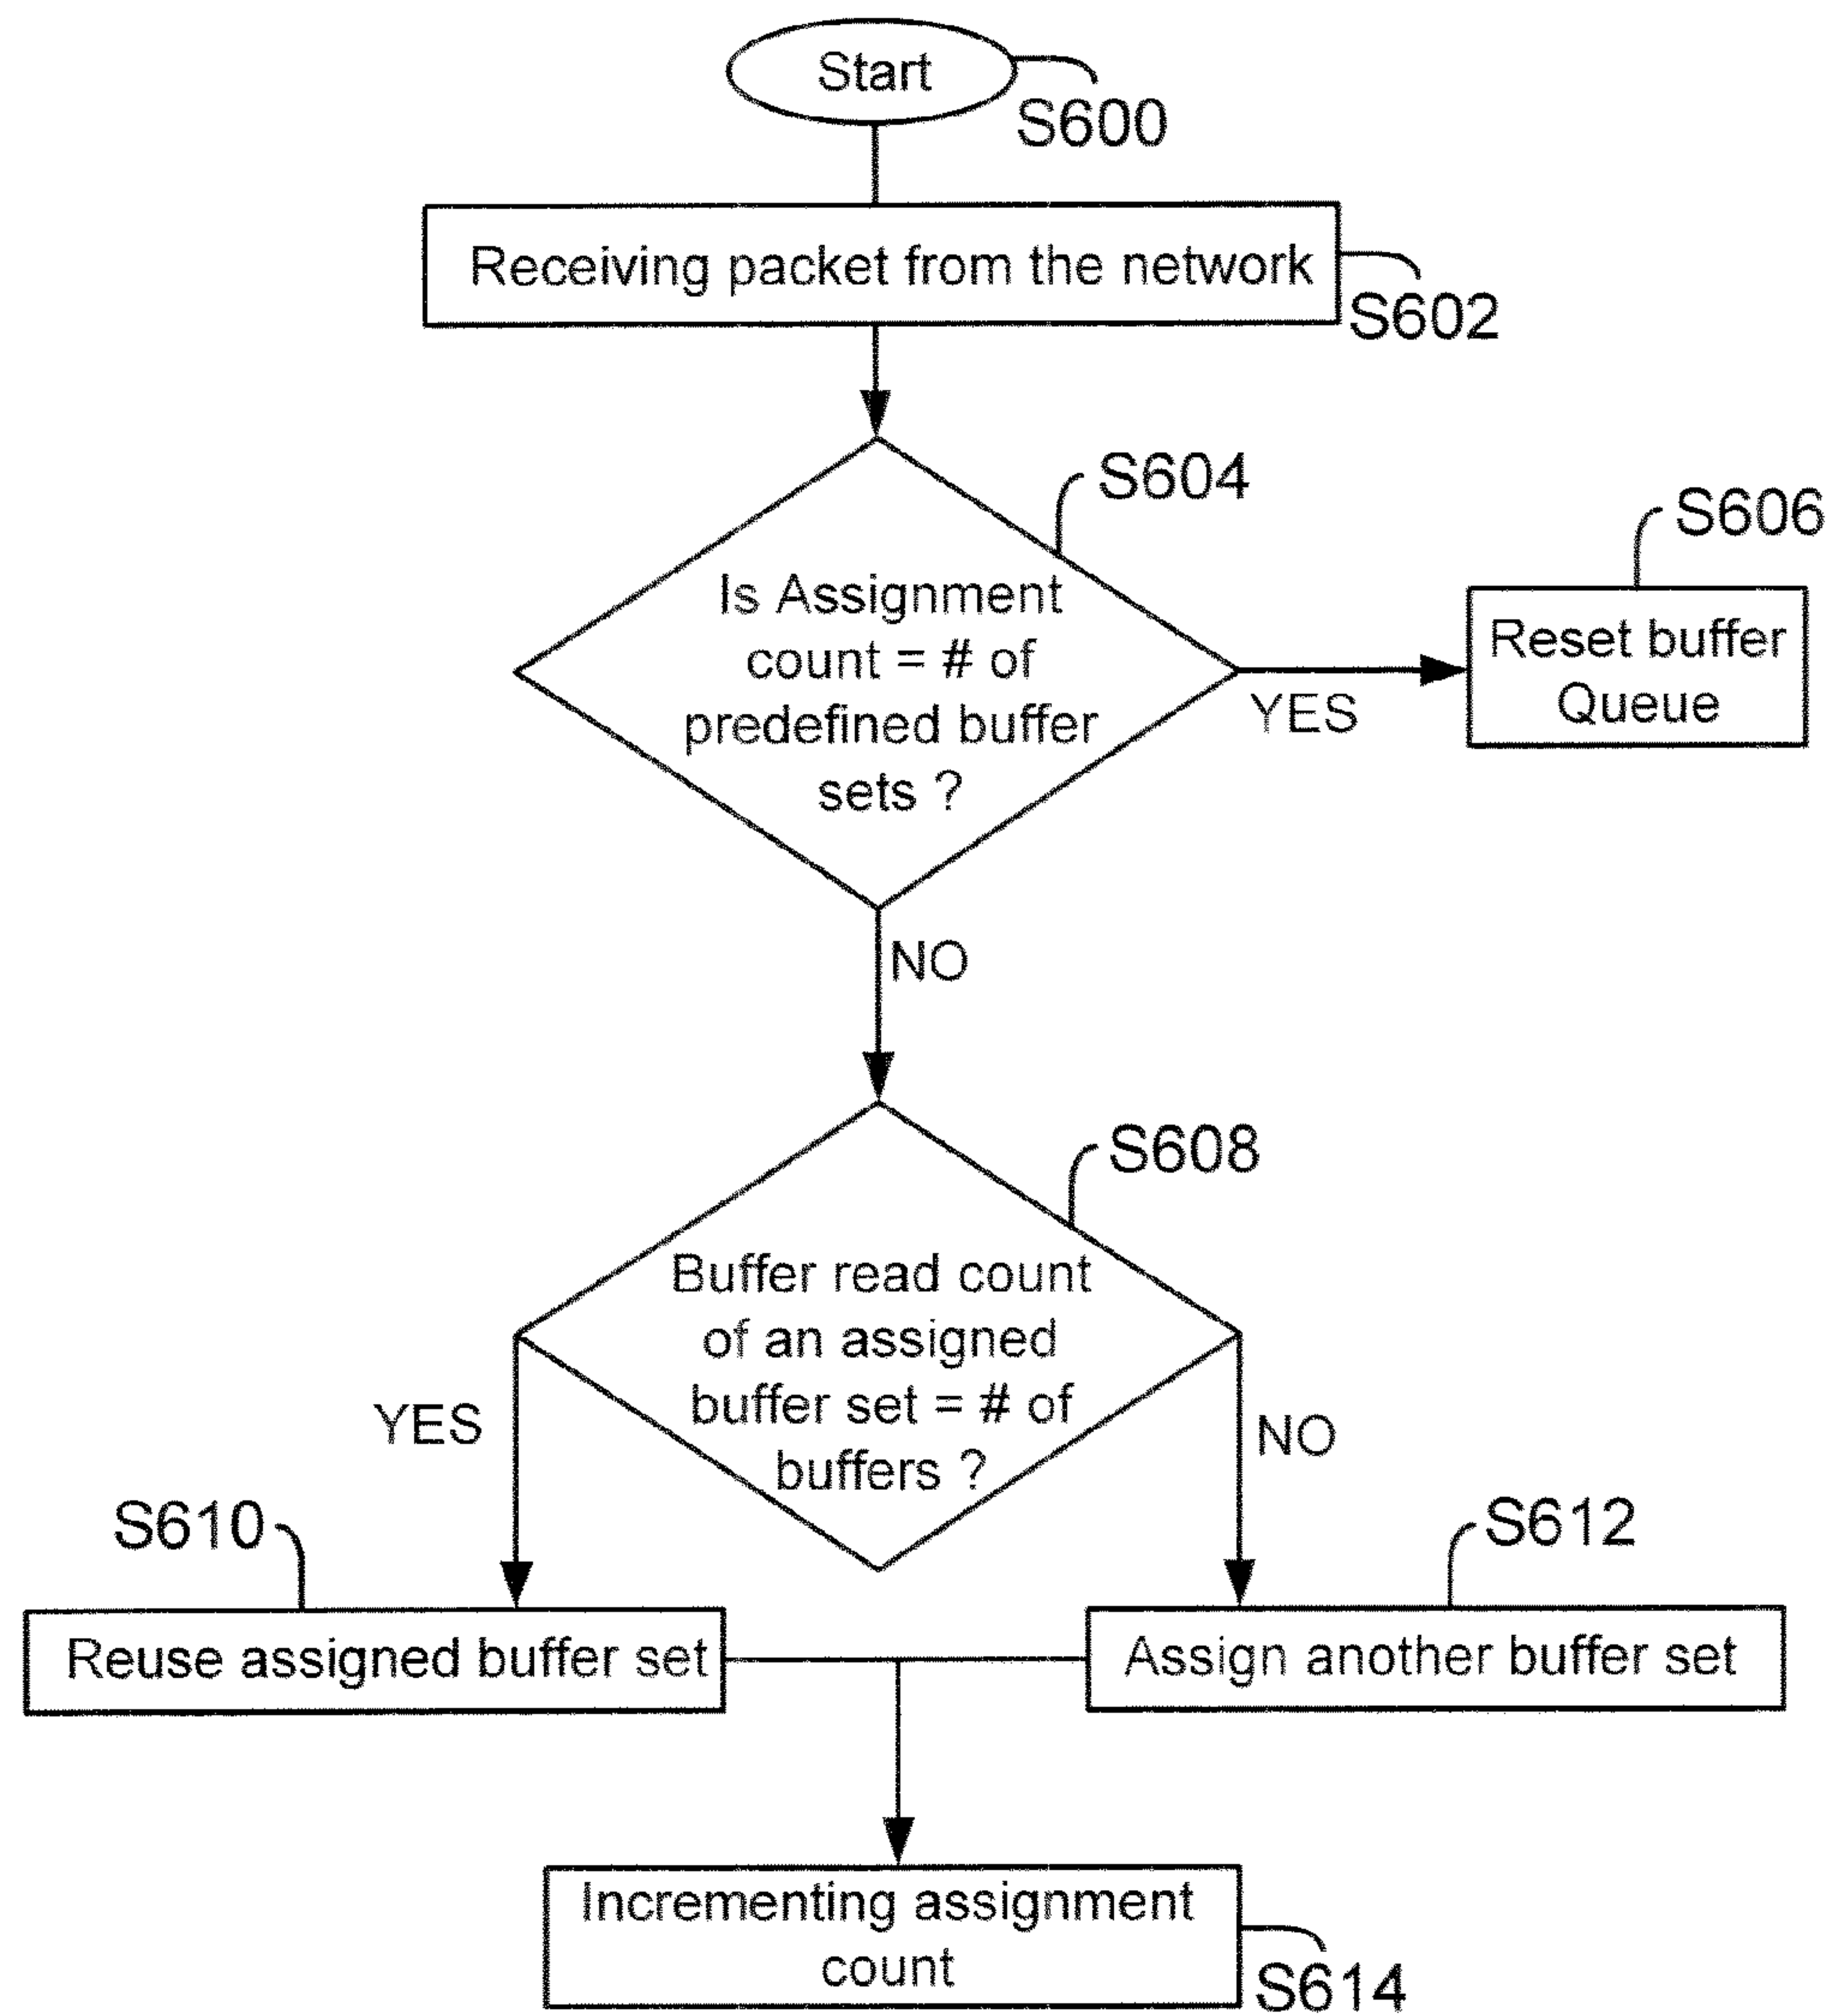 Start
S600
Receiving packet from the network
S602
S604
Is Assignment
count = # of
predefined buffer
sets ?
YES
S606
Reset buffer
Queue
NO
S608
Buffer read count
of an assigned
buffer set = # of
buffers ?
YES
NO
S610
Reuse assigned buffer set
S612
Assign another buffer set
Incrementing assignment
count
S614